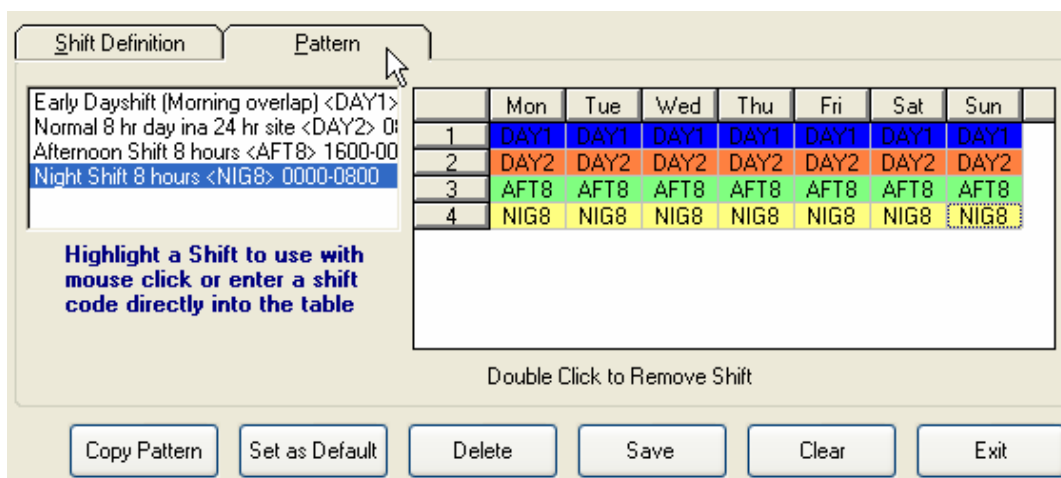 Shift Definition Pattern
Early Dayshift (Morning overlap) <DAY1>
Normal 8 hr day ina 24 hr site <DAY2>
Afternoon Shift 8 hours <AFT8> 1600-00
Night Shift 8 hours <NIG8> 0000-0800
Highlight a Shift to use with
mouse click or enter a shift
code directly into the table
Mon Tue Wed Thu Fri Sat Sun
1 DAY1 DAY1 DAY1 DAY1 DAY1 DAY1 DAY1
2 DAY2 DAY2 DAY2 DAY2 DAY2 DAY2 DAY2
3 AFT8 AFT8 AFT8 AFT8 AFT8 AFT8 AFT8
4 NIG8 NIG8 NIG8 NIG8 NIG8 NIG8 NIG8
Double Click to Remove Shift
Copy Pattern Set as Default Delete Save Clear Exit